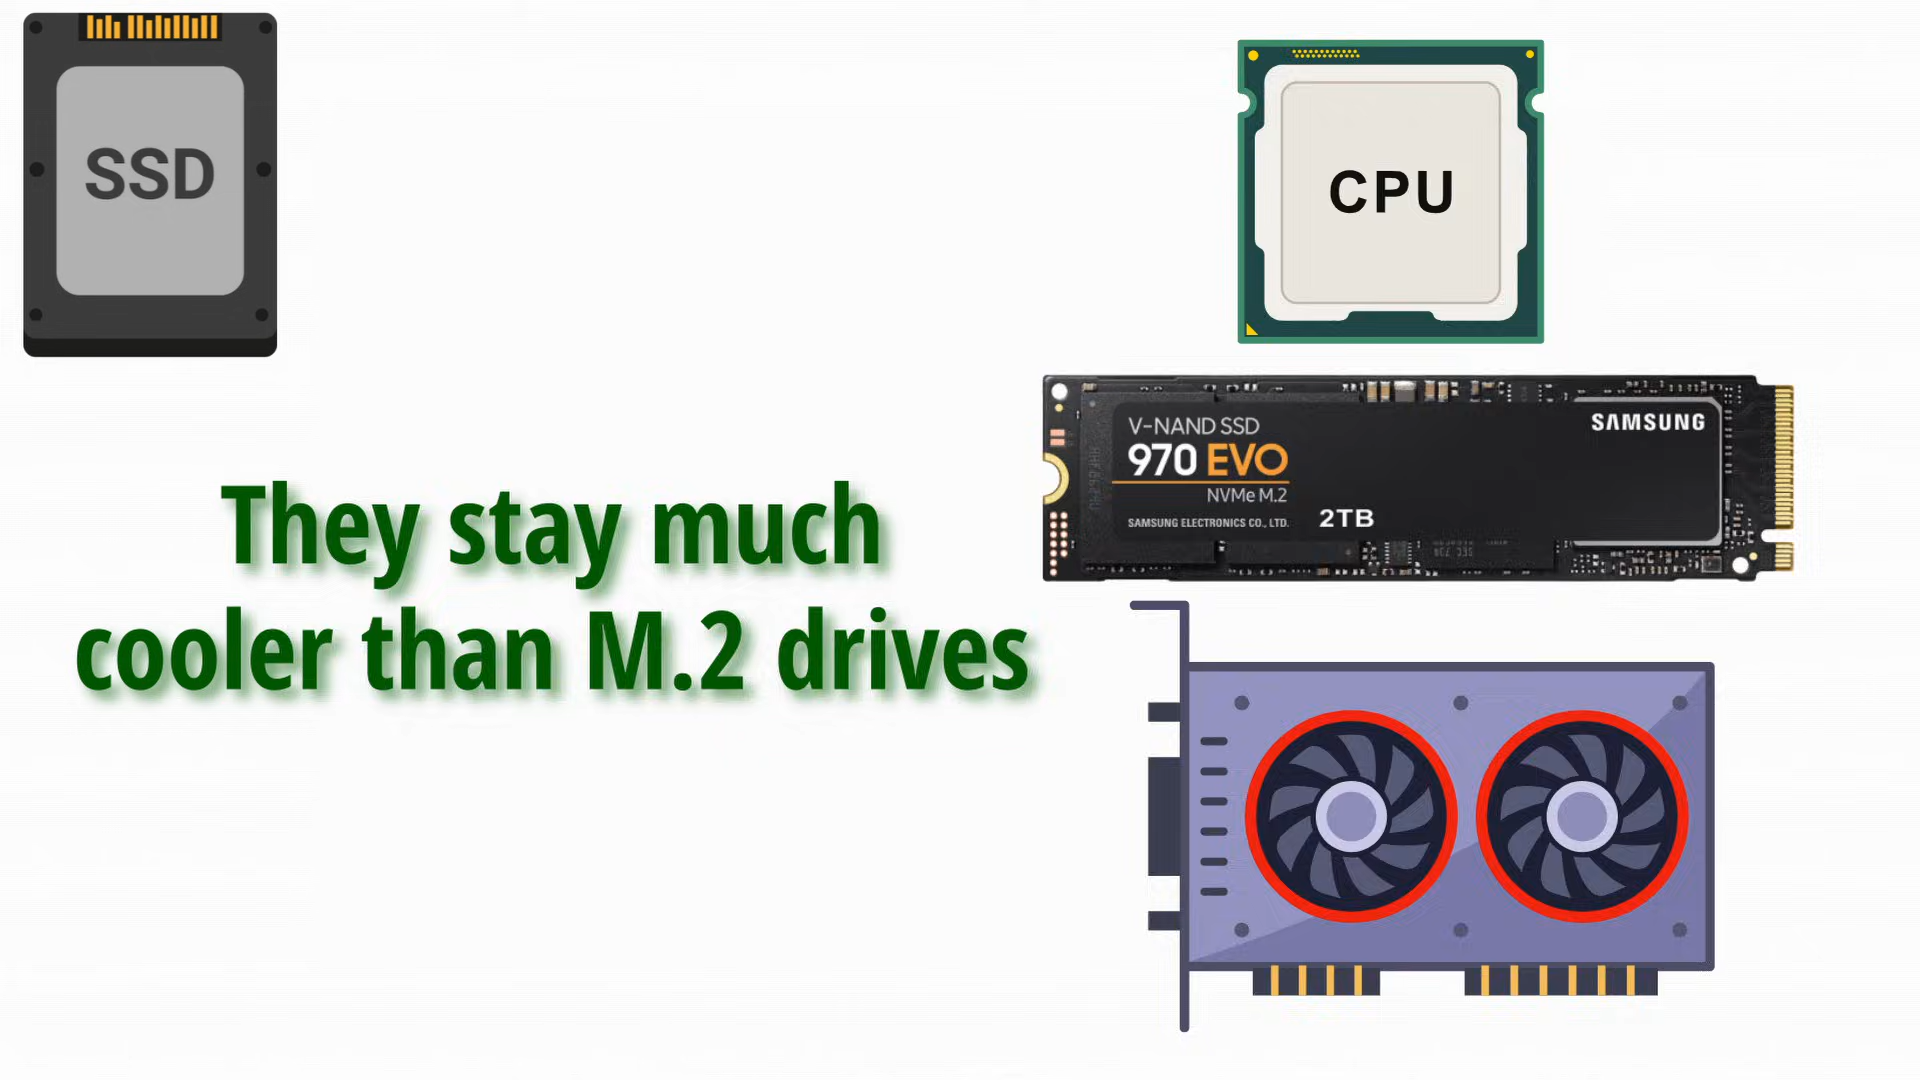 SSD
CPU
V-NAND SSD
970 EVO
NVMe M.2
SAMSUNG ELECTRONICS CO., LTD.
2TB
SAMSUNG
They stay much
cooler than M.2 drives